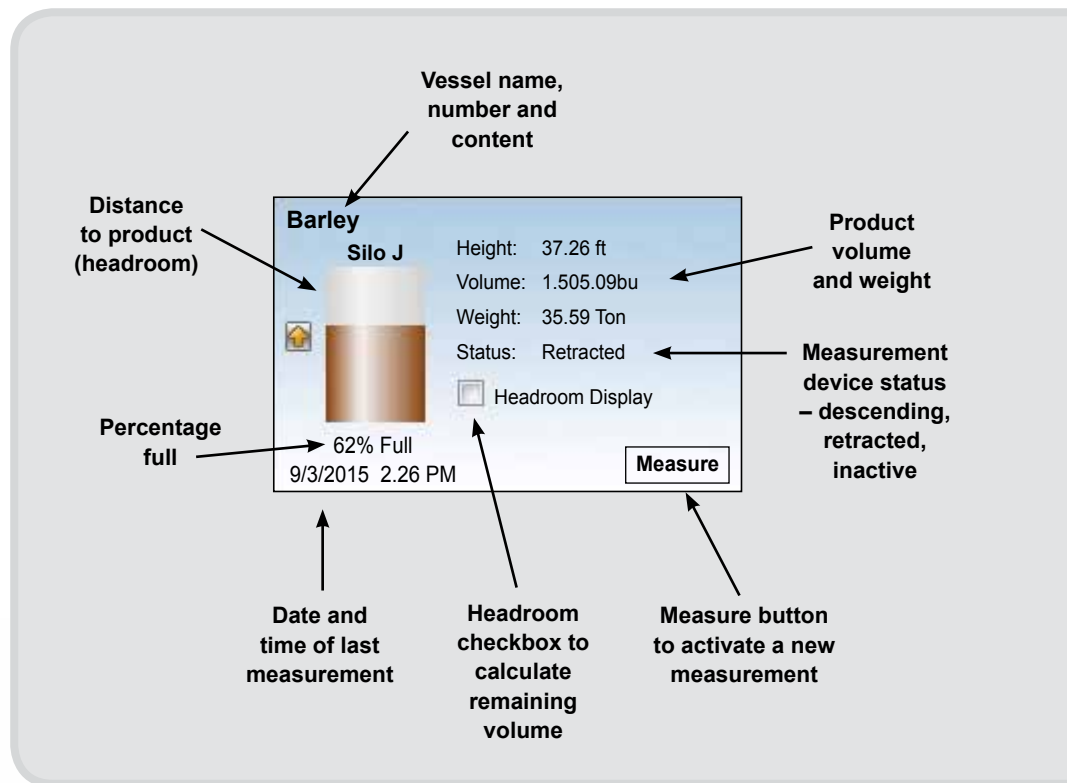 Vessel name,
number and
content
Distance
to product
(headroom)
Barley
Silo J
Height: 37.26 ft
Volume: 1.505.09bu
Weight: 35.59 Ton
Status: Retracted
Headroom Display
62% Full
9/3/2015 2.26 PM
Measure
Product
volume
and weight
Measurement
device status
– descending,
retracted,
inactive
Percentage
full
Date and
time of last
measurement
Headroom
checkbox to
calculate
remaining
volume
Measure button
to activate a new
measurement